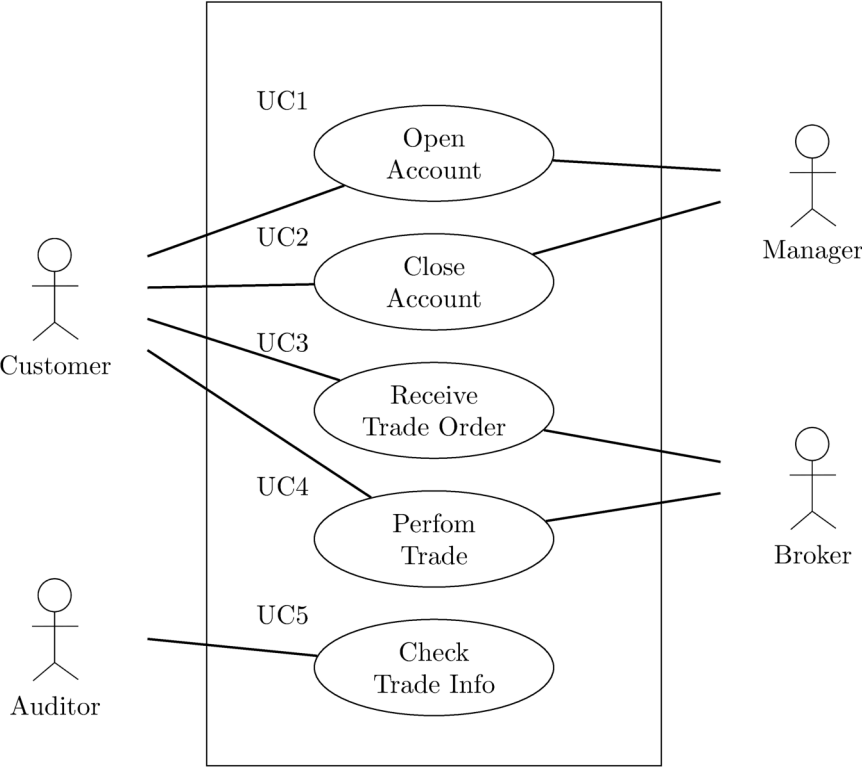 UC1
Open
Account
Manager
UC2
Close
Account
Customer
UC3
Receive
Trade Order
UC4
Perfom
Trade
Broker
UC5
Check
Trade Info
Auditor